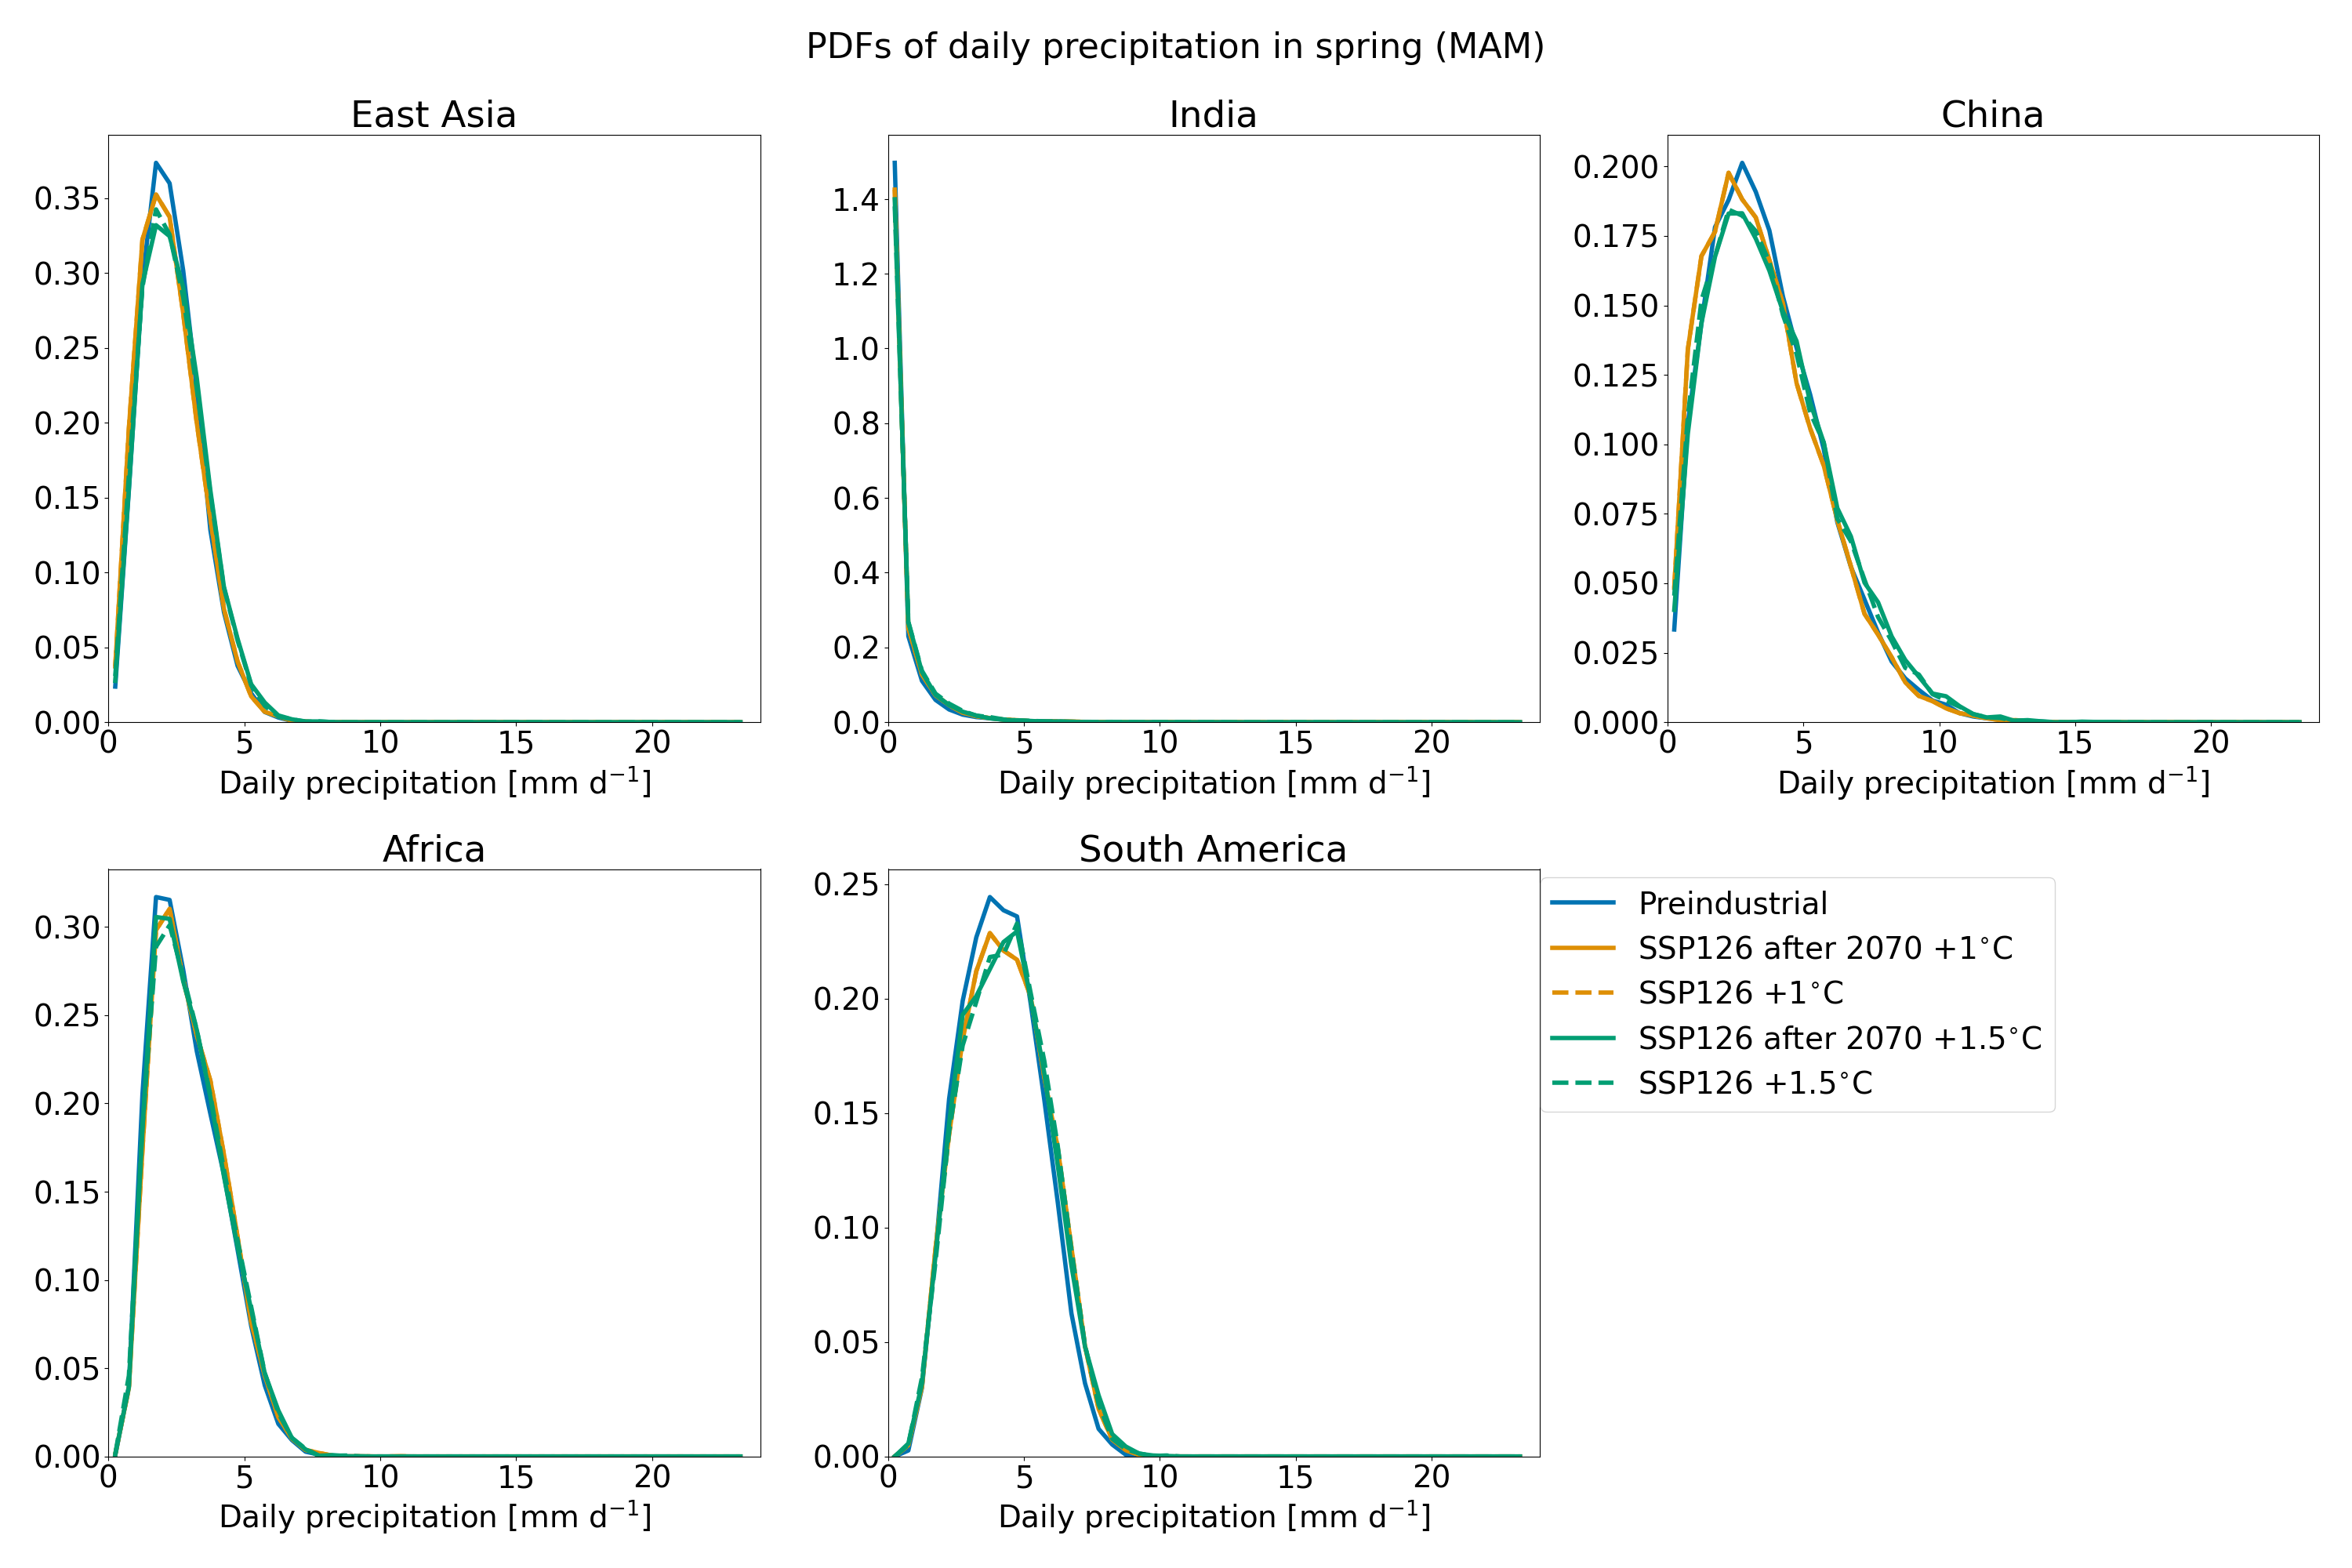 PDFs of daily precipitation in spring (MAM)
East Asia
0.35
0.30
0.25
0.20
0.15
0.10
0.05
0.00
0 5 10 15 20
Daily precipitation [mm d⁻¹]
India
1.4
1.2
1.0
0.8
0.6
0.4
0.2
0.0
0 5 10 15 20
Daily precipitation [mm d⁻¹]
China
0.200
0.175
0.150
0.125
0.100
0.075
0.050
0.025
0.000
0 5 10 15 20
Daily precipitation [mm d⁻¹]
Africa
0.30
0.25
0.20
0.15
0.10
0.05
0.00
0 5 10 15 20
Daily precipitation [mm d⁻¹]
South America
0.25
0.20
0.15
0.10
0.05
0.00
0 5 10 15 20
Daily precipitation [mm d⁻¹]
Preindustrial
SSP126 after 2070 +1°C
SSP126 +1°C
SSP126 after 2070 +1.5°C
SSP126 +1.5°C